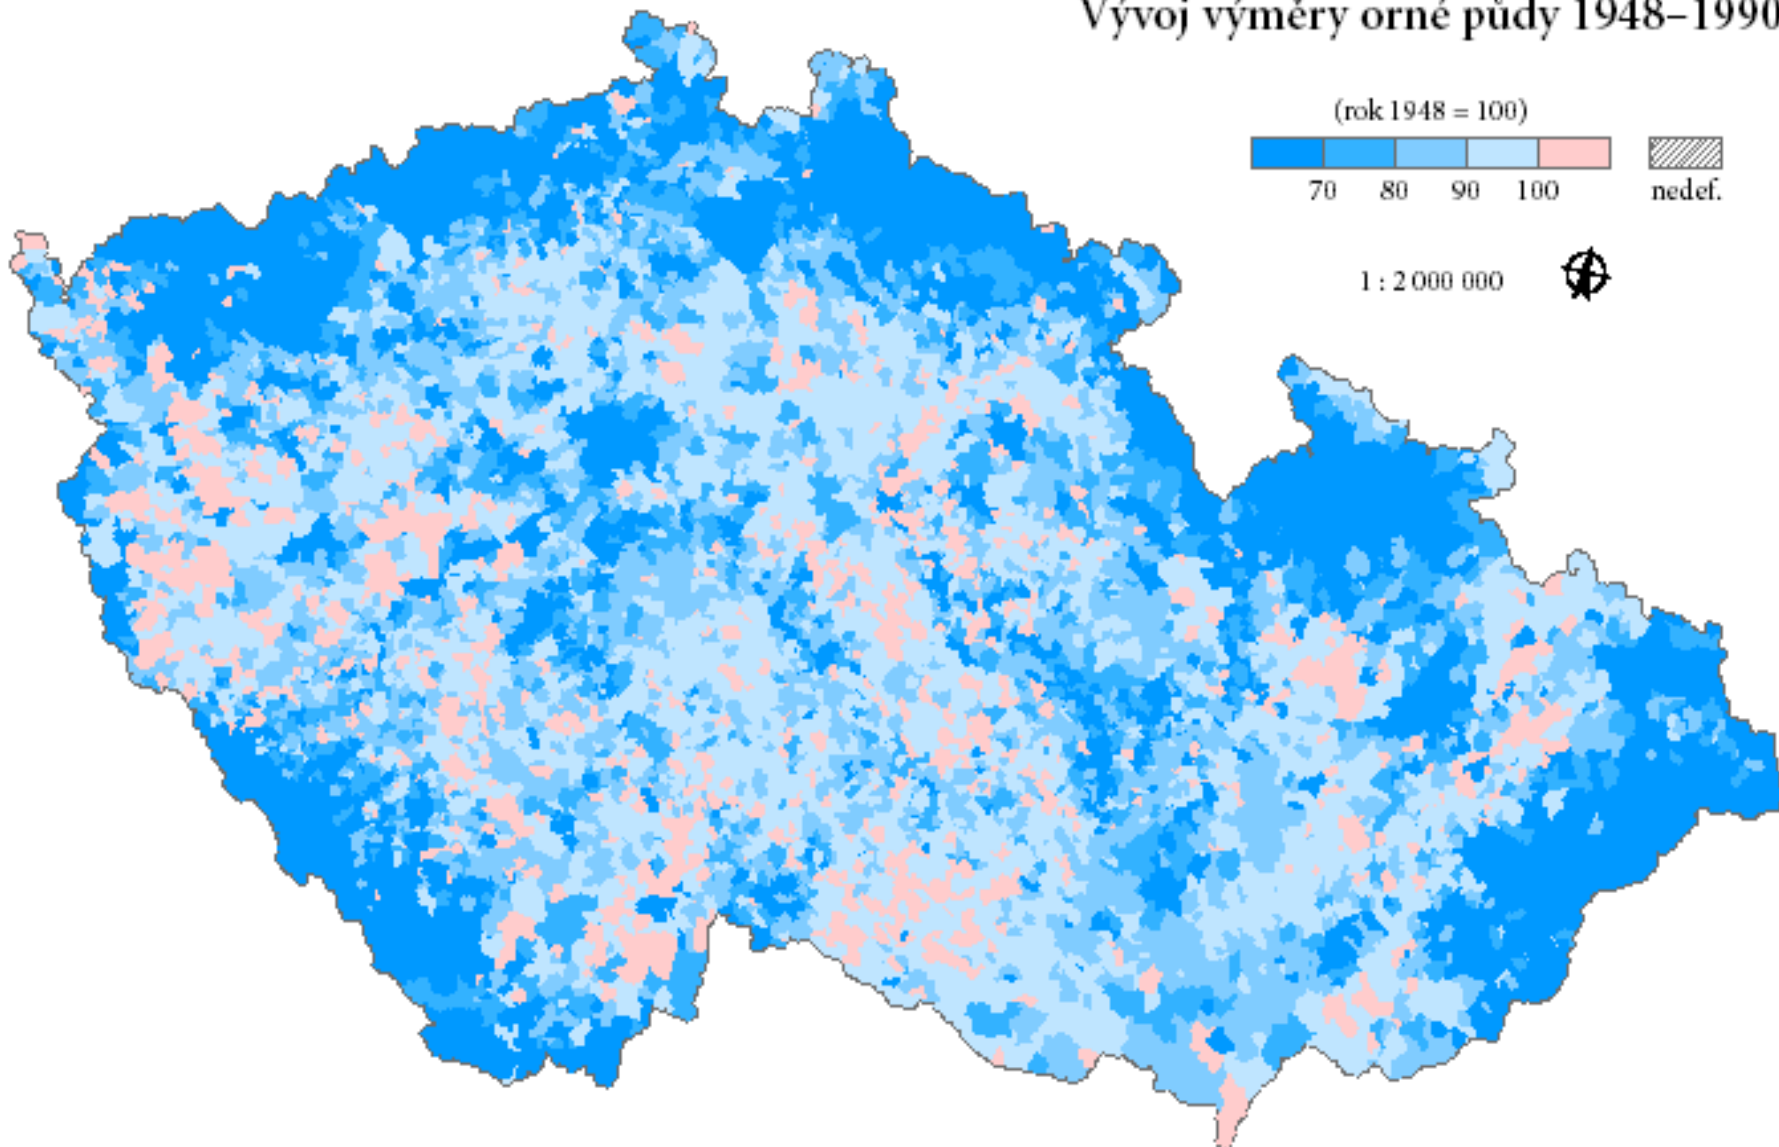 Vývoj výměry orné půdy 1948–1990
(rok 1948 = 100)
70 80 90 100 nedef.
1 : 2 000 000